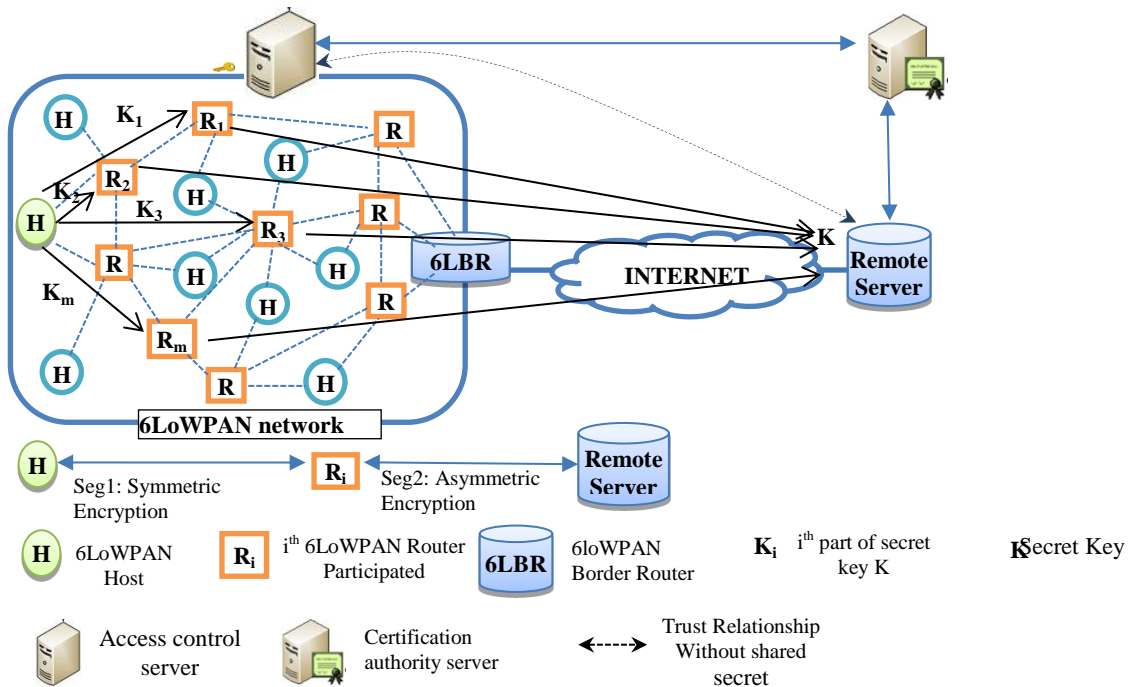 K1
H
R1
R
H
R2
K2
H
K3
H
R
H
R3
K
R
H
H
6LBR
INTERNET
Remote
Server
Km
H
R
Rm
H
R
H
6LoWPAN network
H
Seg1: Symmetric
Encryption
Ri
Seg2: Asymmetric
Encryption
Remote
Server
H
6LoWPAN
Host
Ri
ith 6LoWPAN Router
Participated
6LBR
6loWPAN
Border Router
Ki
ith part of secret
key K
K
Secret Key
Access control
server
Certification
authority server
Trust Relationship
Without shared
secret